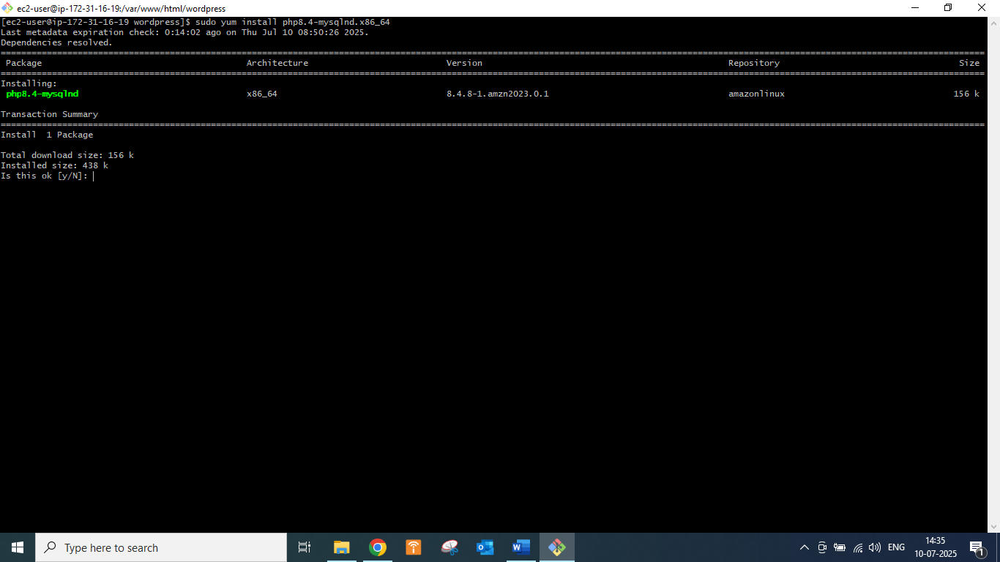 ec2-user@ip-172-31-16-19:/var/www/html/wordpress
[ec2-user@ip-172-31-16-19 wordpress]$ sudo yum install php8.4-mysqlnd.x86_64
Last metadata expiration check: 0:14:02 ago on Thu Jul 10 08:50:26 2025.
Dependencies resolved.
Package Architecture Version Repository Size
Installing:
php8.4-mysqlnd x86_64 8.4.8-1.amzn2023.0.1 amazonlinux 156 k
Transaction Summary
Install 1 Package
Total download size: 156 k
Installed size: 438 k
Is this ok [y/N]:
Type here to search
ENG
14:35
10-07-2025
1